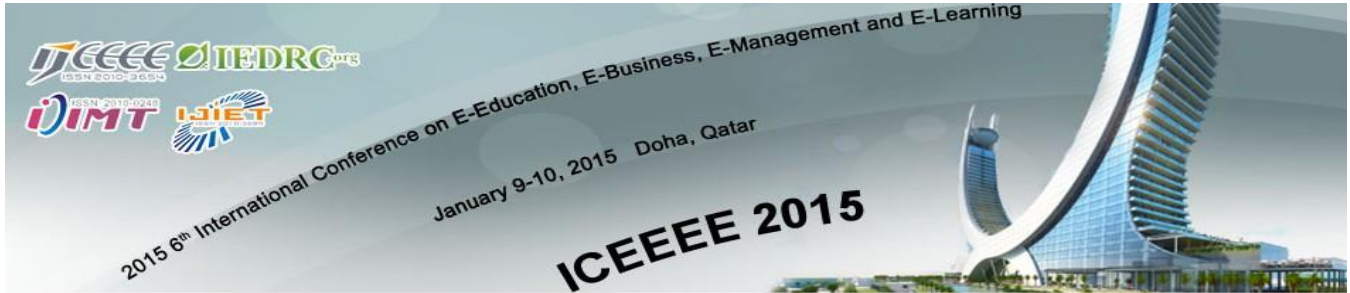 IJEEEE
ISSN 2010-3654
IEDRC.org
IJIMT
ISSN: 2010-0248
IJIET
2015 6th International Conference on E-Education, E-Business, E-Management and E-Learning
January 9-10, 2015 Doha, Qatar
ICEEEE 2015